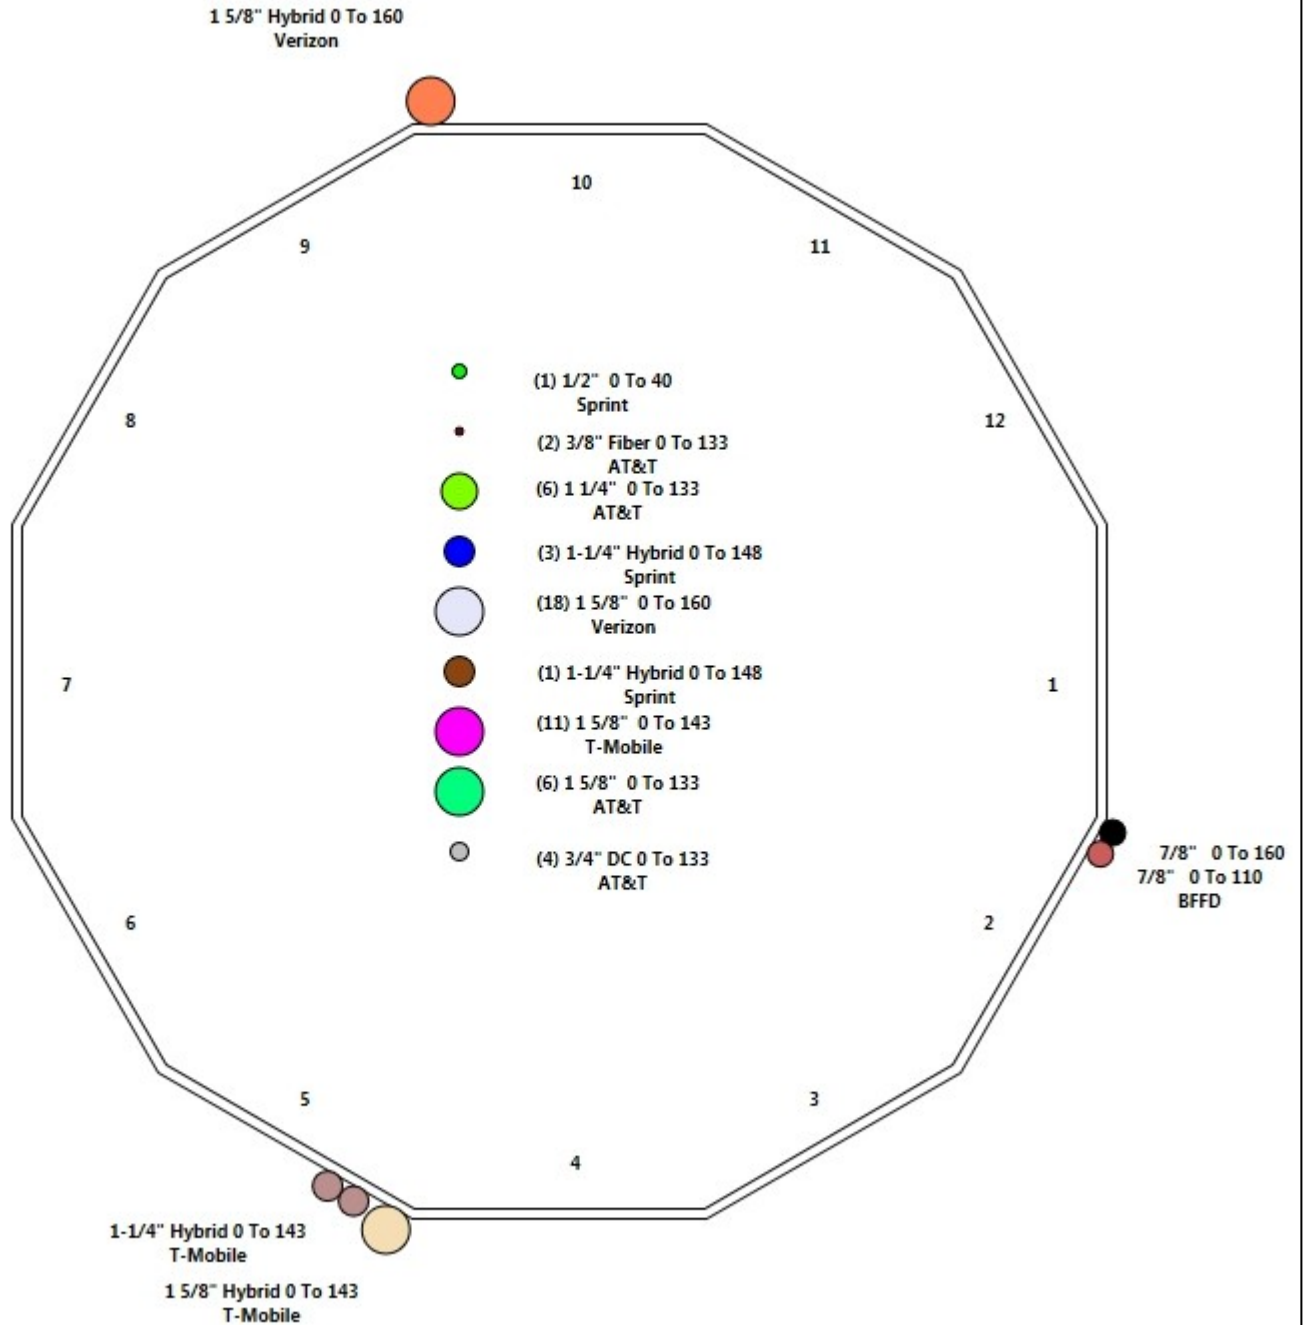 1 5/8" Hybrid 0 To 160
Verizon
10
9
11
8
12
(1) 1/2"  0 To 40
Sprint
(2) 3/8" Fiber 0 To 133
AT&T
(6) 1 1/4"  0 To 133
AT&T
(3) 1-1/4" Hybrid 0 To 148
Sprint
(18) 1 5/8"  0 To 160
Verizon
(1) 1-1/4" Hybrid 0 To 148
Sprint
(11) 1 5/8"  0 To 143
T-Mobile
(6) 1 5/8"  0 To 133
AT&T
(4) 3/4" DC 0 To 133
AT&T
7
1
7/8"   0 To 160
7/8"   0 To 110
BFFD
6
2
5
3
4
1-1/4" Hybrid 0 To 143
T-Mobile
1 5/8" Hybrid 0 To 143
T-Mobile